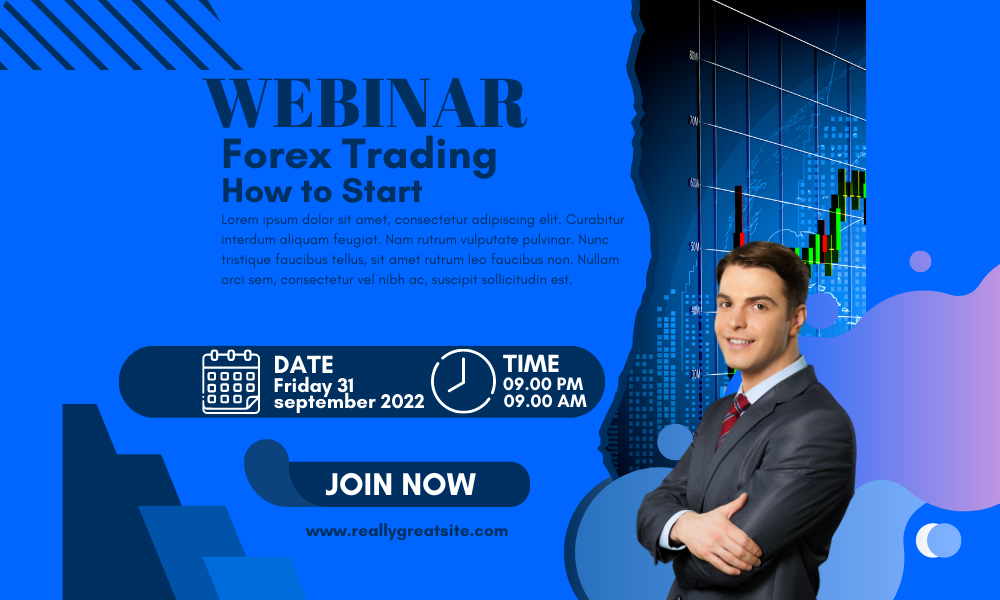 WEBINAR
Forex Trading
How to Start
Lorem ipsum dolor sit amet, consectetur adipiscing elit. Curabitur
interdum aliquam feugiat. Nam rutrum vulputate pulvinar. Nunc
tristique faucibus tellus, sit amet rutrum leo faucibus non. Nullam
orci sem, consectetur vel nibh ac, suscipit sollicitudin est.
DATE
Friday 31
september 2022
TIME
09.00 PM
09.00 AM
JOIN NOW
www.reallygreatsite.com